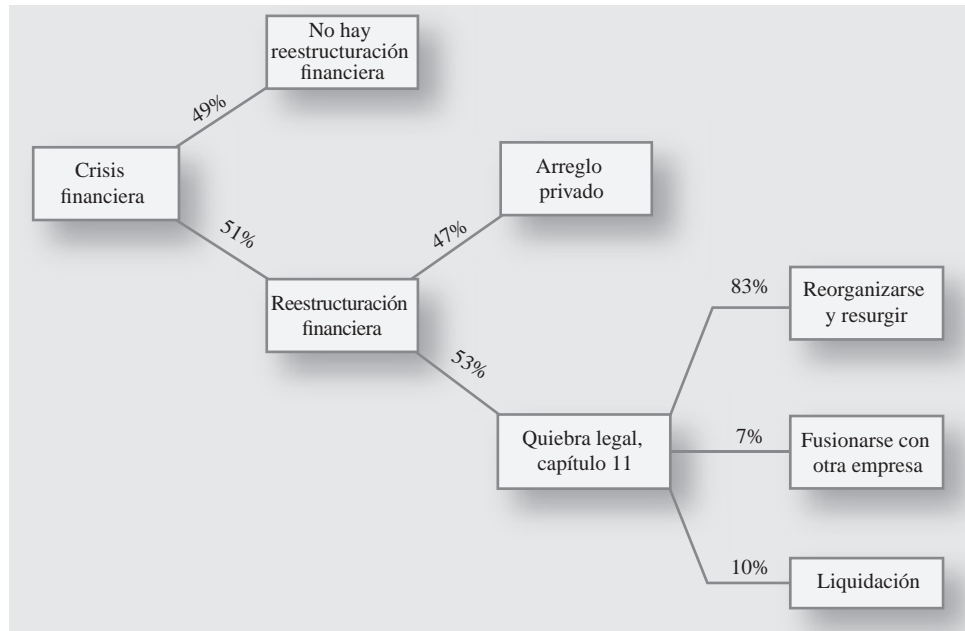 No hay
reestructuración
financiera
49%
Crisis
financiera
51%
Arreglo
privado
47%
Reestructuración
financiera
53%
Quiebra legal,
capítulo 11
83%
Reorganizarse
y resurgir
7%
Fusionarse con
otra empresa
10%
Liquidación